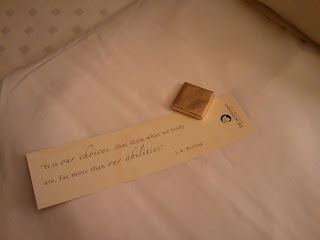 "It is our choices...that show what we truly
are, far more than our abilities."
J. K. Rowling